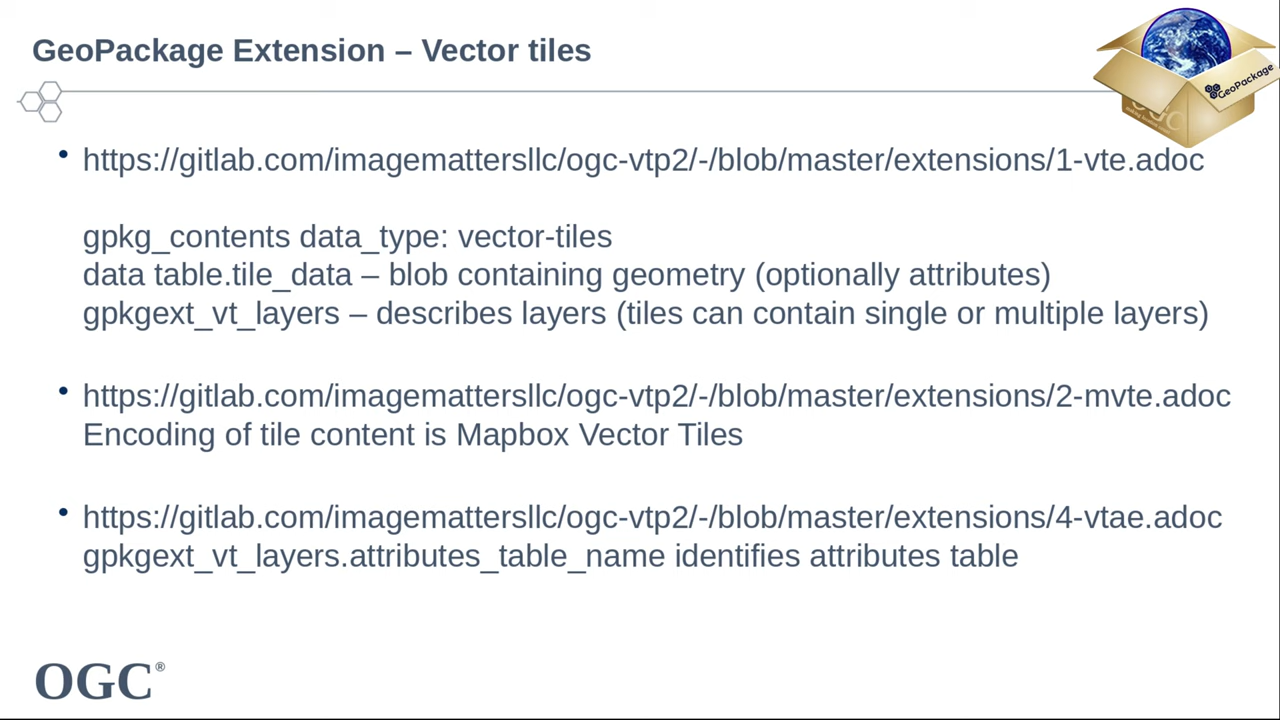 GeoPackage Extension – Vector tiles
GeoPackage
OGC
• https://gitlab.com/imagemattersllc/ogc-vtp2/-/blob/master/extensions/1-vte.adoc
gpkg_contents data_type: vector-tiles
data table.tile_data – blob containing geometry (optionally attributes)
gpkgext_vt_layers – describes layers (tiles can contain single or multiple layers)
• https://gitlab.com/imagemattersllc/ogc-vtp2/-/blob/master/extensions/2-mvte.adoc
Encoding of tile content is Mapbox Vector Tiles
• https://gitlab.com/imagemattersllc/ogc-vtp2/-/blob/master/extensions/4-vtae.adoc
gpkgext_vt_layers.attributes_table_name identifies attributes table
OGC®